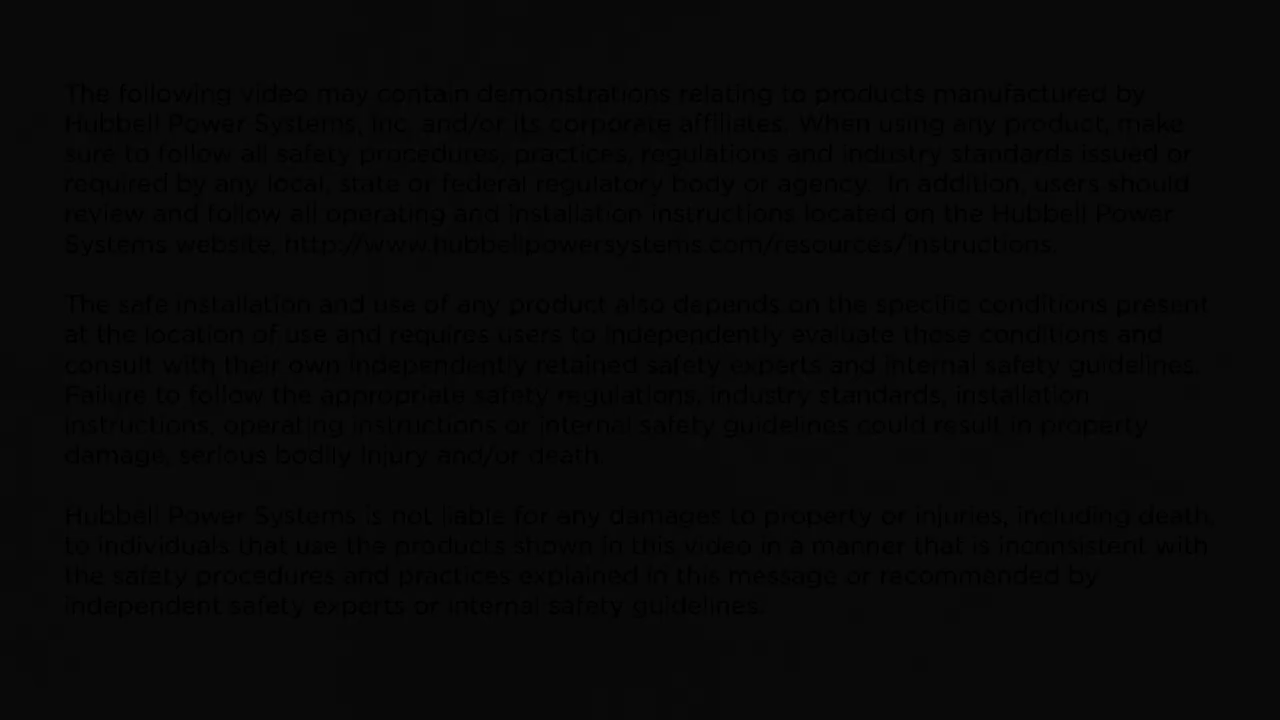 The following video may contain demonstrations relating to products manufactured by
Hubbell Power Systems, Inc. and/or its corporate affiliates. When using any product, make
sure to follow all safety procedures, practices, regulations and industry standards issued or
required by any local, state or federal regulatory body or agency.  In addition, users should
review and follow all operating and installation instructions located on the Hubbell Power
Systems website, http://www.hubbellpowersystems.com/resources/instructions.
The safe installation and use of any product also depends on the specific conditions present
at the location of use and requires users to independently evaluate those conditions and
consult with their own independently retained safety experts and internal safety guidelines.
Failure to follow the appropriate safety regulations, industry standards, installation
instructions, operating instructions or internal safety guidelines could result in property
damage, serious bodily injury and/or death.
Hubbell Power Systems is not liable for any damages to property or injuries, including death,
to individuals that use the products shown in this video in a manner that is inconsistent with
the safety procedures and practices explained in this message or recommended by
independent safety experts or internal safety guidelines.